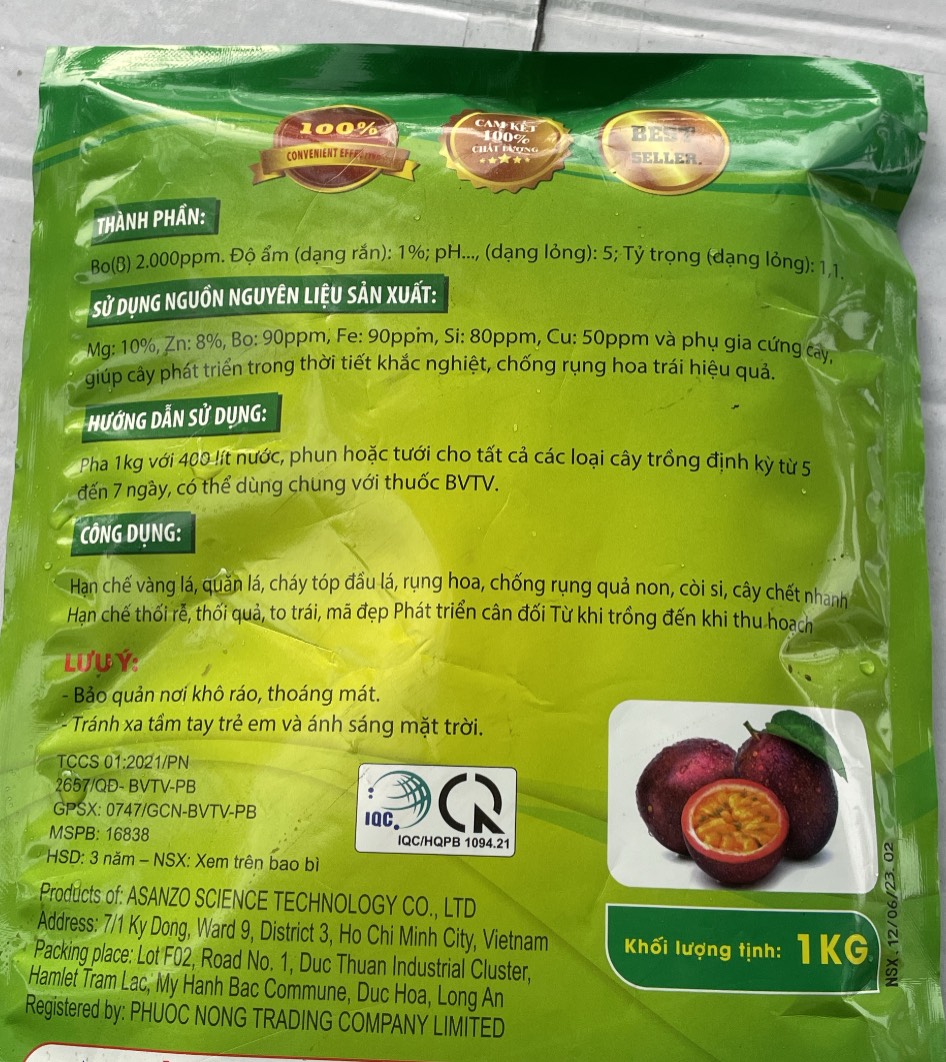 100%
CONVENIENT
CAM KẾT
100%
CHẤT LƯỢNG
BEST
SELLER.
THÀNH PHẦN:
Bo(B) 2.000ppm. Độ ẩm (dạng rắn): 1%; pH..., (dạng lỏng): 5; Tỷ trọng (dạng lỏng): 1,1.
SỬ DỤNG NGUỒN NGUYÊN LIỆU SẢN XUẤT:
Mg: 10%, Zn: 8%, Bo: 90ppm, Fe: 90ppm, Si: 80ppm, Cu: 50ppm và phụ gia cứng cây,
giúp cây phát triển trong thời tiết khắc nghiệt, chống rụng hoa trái hiệu quả.
HƯỚNG DẪN SỬ DỤNG:
Pha 1kg với 400 lít nước, phun hoặc tưới cho tất cả các loại cây trồng định kỳ từ 5
đến 7 ngày, có thể dùng chung với thuốc BVTV.
CÔNG DỤNG:
Hạn chế vàng lá, quăn lá, cháy tóp đầu lá, rụng hoa, chống rụng quả non, còi si, cây chết nhanh
Hạn chế thối rễ, thối quả, to trái, mã đẹp Phát triển cân đối Từ khi trồng đến khi thu hoạch
LƯU Ý:
- Bảo quản nơi khô ráo, thoáng mát.
- Tránh xa tầm tay trẻ em và ánh sáng mặt trời.
TCCS 01:2021/PN
2657/QĐ- BVTV-PB
GPSX: 0747/GCN-BVTV-PB
MSPB: 16838
HSD: 3 năm – NSX: Xem trên bao bì
IQC
IQC/HQPB 1094.21
Products of: ASANZO SCIENCE TECHNOLOGY CO., LTD
Address: 7/1 Ky Dong, Ward 9, District 3, Ho Chi Minh City, Vietnam
Packing place: Lot F02, Road No. 1, Duc Thuan Industrial Cluster,
Hamlet Tram Lac, My Hanh Bac Commune, Duc Hoa, Long An
Registered by: PHUOC NONG TRADING COMPANY LIMITED
Khối lượng tịnh: 1KG
NSX 12/06/23. 02